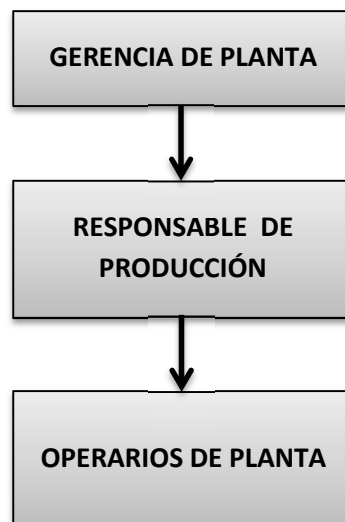 GERENCIA DE PLANTA
RESPONSABLE DE
PRODUCCIÓN
OPERARIOS DE PLANTA